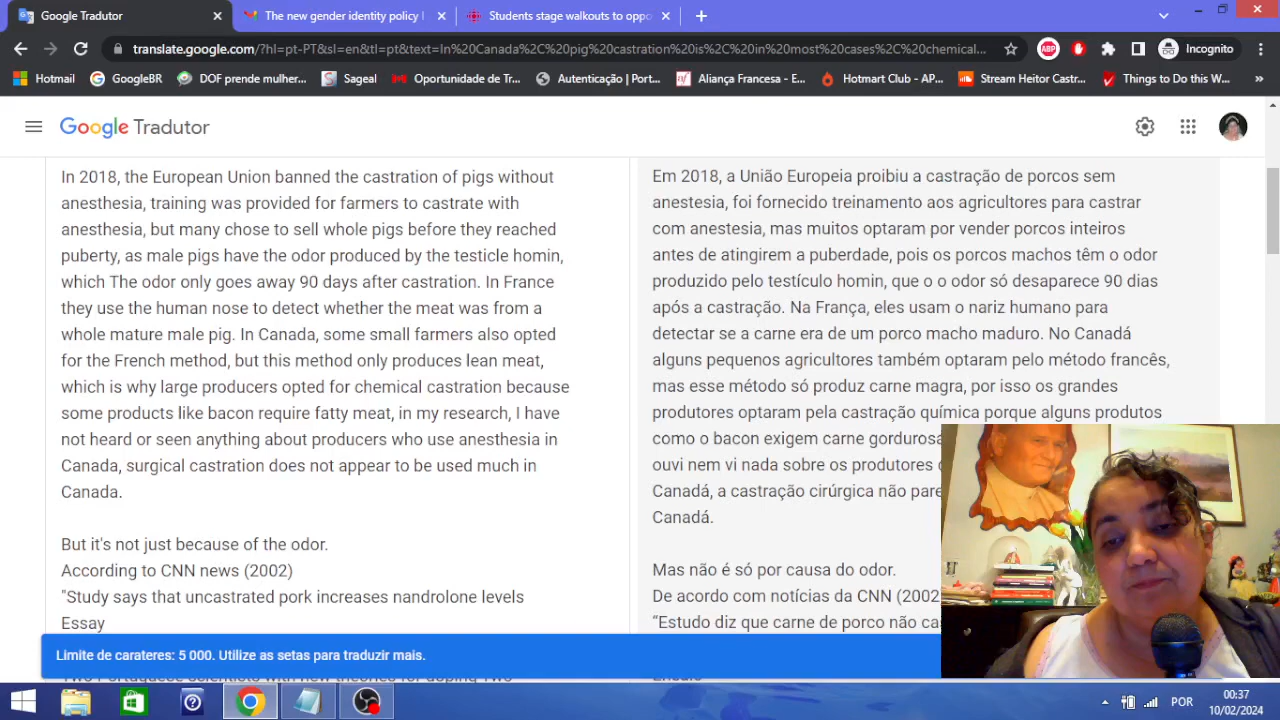 Google Tradutor
The new gender identity policy
Students stage walkouts to oppo
translate.google.com/?hl=pt-PT&sl=en&tl=pt&text=In%20Canada%2C%20pig%20castration%20is%2C%20in%20most%20cases%2C%20chemical...
ABP
Incognito
Hotmail
GoogleBR
DOF prende mulher...
Sageal
Oportunidade de Tr...
Autenticação | Port...
Aliança Francesa - E...
Hotmart Club - AP...
Stream Heitor Castr...
Things to Do this W...
Google Tradutor
In 2018, the European Union banned the castration of pigs without
anesthesia, training was provided for farmers to castrate with
anesthesia, but many chose to sell whole pigs before they reached
puberty, as male pigs have the odor produced by the testicle homin,
which The odor only goes away 90 days after castration. In France
they use the human nose to detect whether the meat was from a
whole mature male pig. In Canada, some small farmers also opted
for the French method, but this method only produces lean meat,
which is why large producers opted for chemical castration because
some products like bacon require fatty meat, in my research, I have
not heard or seen anything about producers who use anesthesia in
Canada, surgical castration does not appear to be used much in
Canada.
But it's not just because of the odor.
According to CNN news (2002)
"Study says that uncastrated pork increases nandrolone levels
Essay
Em 2018, a União Europeia proibiu a castração de porcos sem
anestesia, foi fornecido treinamento aos agricultores para castrar
com anestesia, mas muitos optaram por vender porcos inteiros
antes de atingirem a puberdade, pois os porcos machos têm o odor
produzido pelo testículo homin, que o o odor só desaparece 90 dias
após a castração. Na França, eles usam o nariz humano para
detectar se a carne era de um porco macho maduro. No Canadá
alguns pequenos agricultores também optaram pelo método francês,
mas esse método só produz carne magra, por isso os grandes
produtores optaram pela castração química porque alguns produtos
como o bacon exigem carne gordurosa
ouvi nem vi nada sobre os produtores
Canadá, a castração cirúrgica não pare
Canadá.
Mas não é só por causa do odor.
De acordo com notícias da CNN (2002
"Estudo diz que carne de porco não cas
Limite de carateres: 5 000. Utilize as setas para traduzir mais.
POR
00:37
10/02/2024